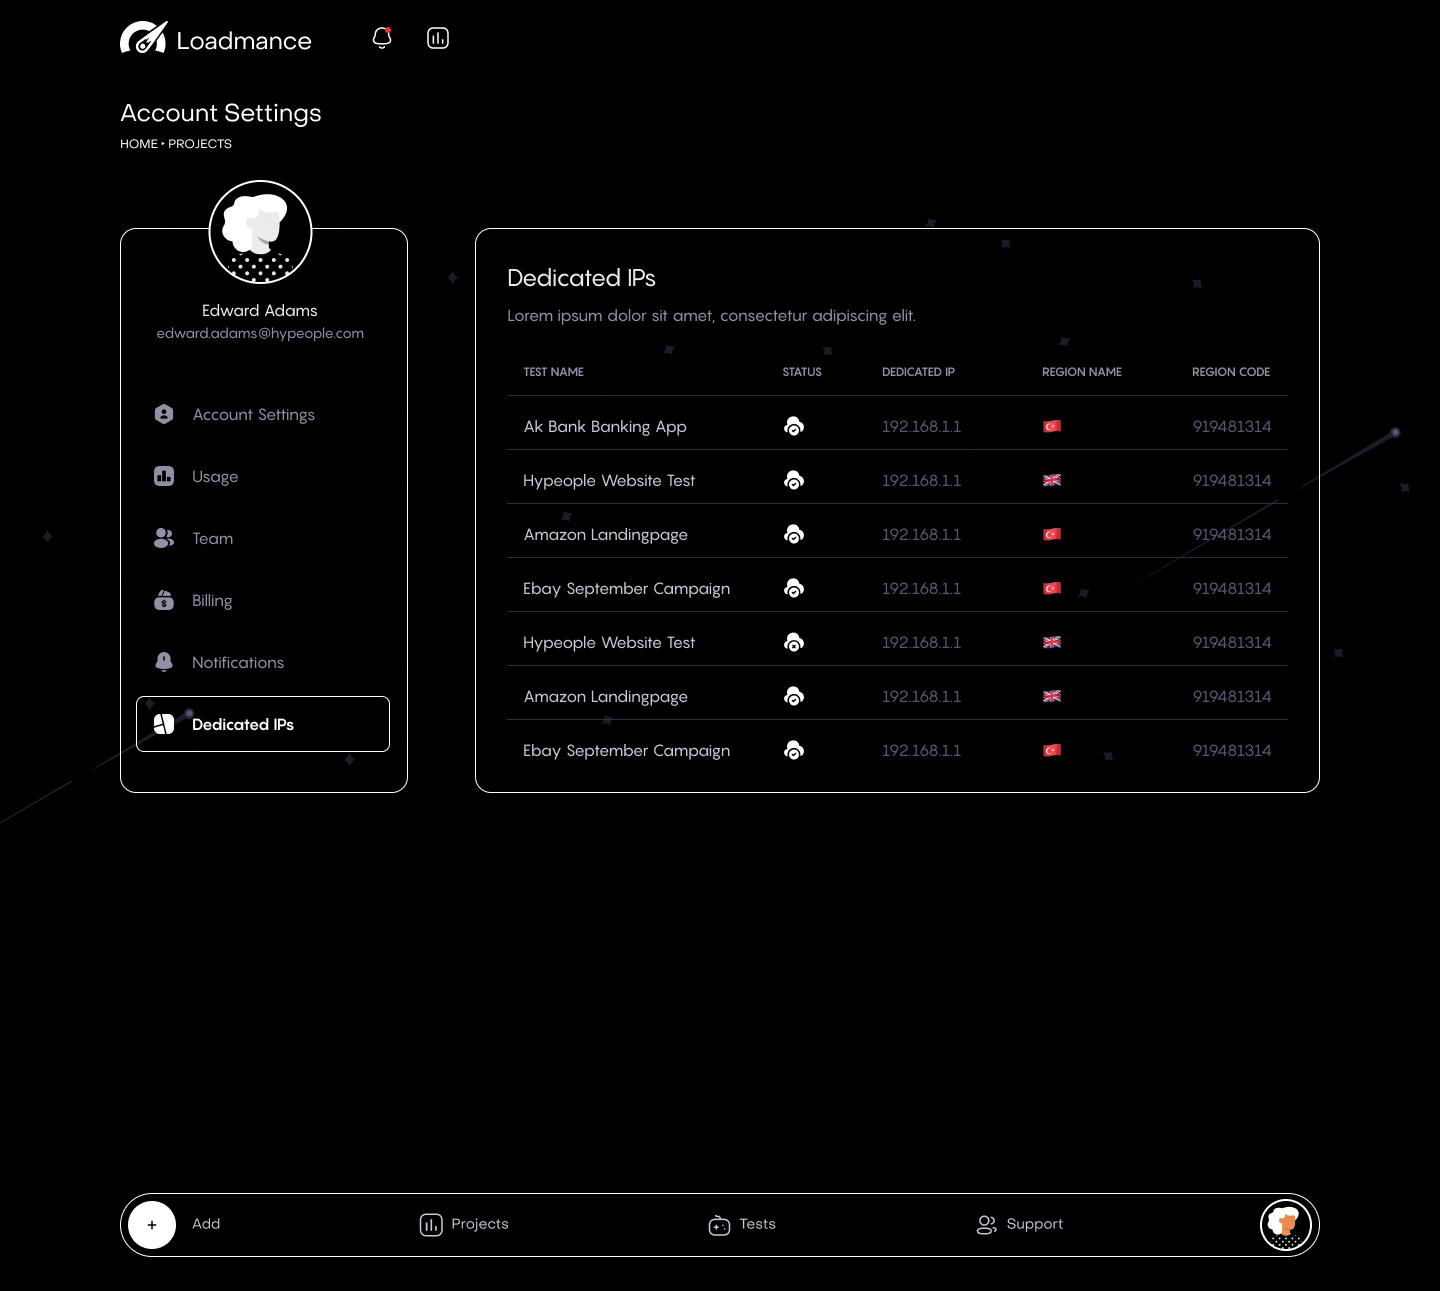 Loadmance
Account Settings
HOME ‣ PROJECTS
Edward Adams
edward.adams@hypeople.com
Account Settings
Usage
Team
Billing
Notifications
Dedicated IPs
Dedicated IPs
Lorem ipsum dolor sit amet, consectetur adipiscing elit.
TEST NAME STATUS DEDICATED IP REGION NAME REGION CODE
Ak Bank Banking App 192.168.1.1 919481314
Hypeople Website Test 192.168.1.1 919481314
Amazon Landingpage 192.168.1.1 919481314
Ebay September Campaign 192.168.1.1 919481314
Hypeople Website Test 192.168.1.1 919481314
Amazon Landingpage 192.168.1.1 919481314
Ebay September Campaign 192.168.1.1 919481314
+ Add Projects Tests Support